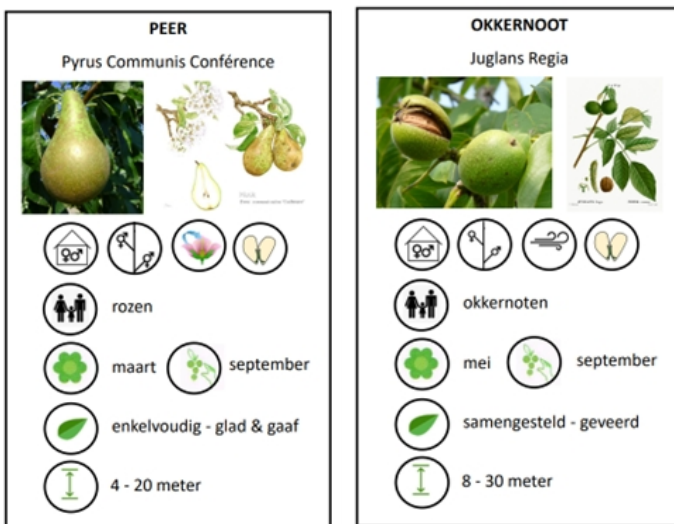 PEER
Pyrus Communis Conférence
rozen
maart
september
enkelvoudig - glad & gaaf
4 - 20 meter
OKKERNOOT
Juglans Regia
okkernoten
mei
september
samengesteld - geveerd
8 - 30 meter